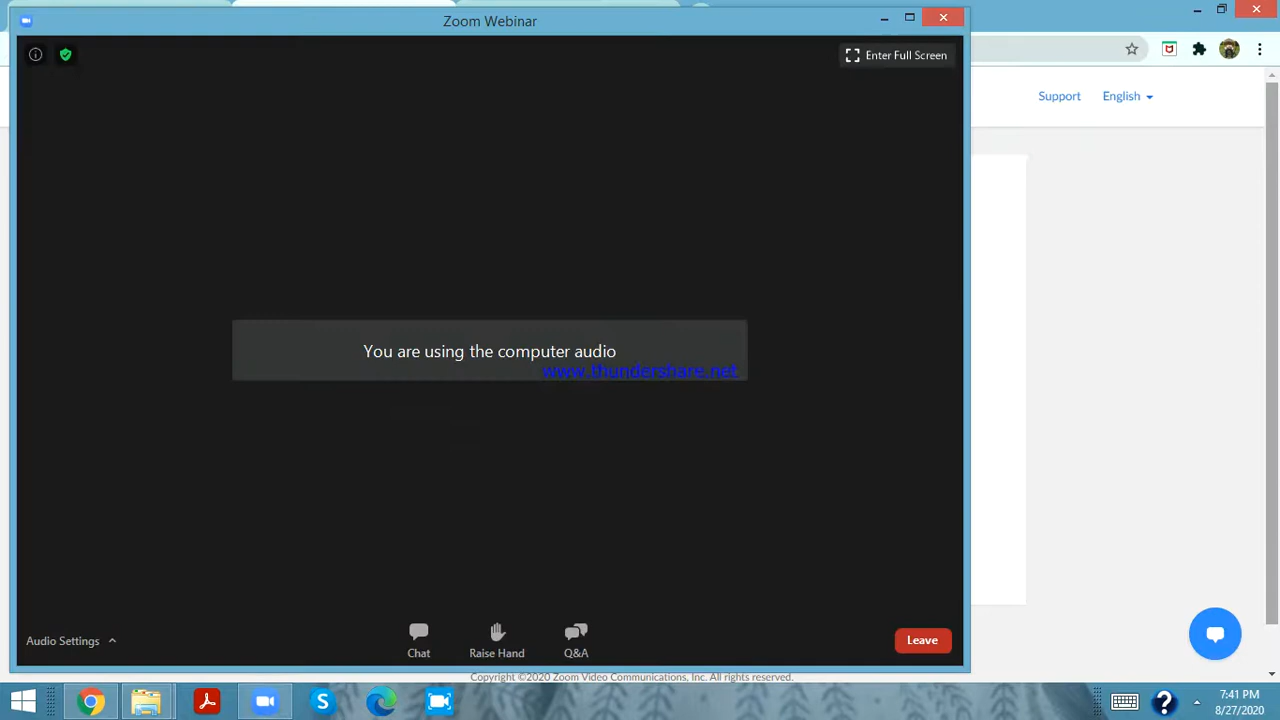 Zoom Webinar
Enter Full Screen
Support
English
You are using the computer audio
www.thundershare.net
Audio Settings
Chat
Raise Hand
Q&A
Leave
Copyright ©2020 Zoom Video Communications, Inc. All rights reserved.
7:41 PM
8/27/2020